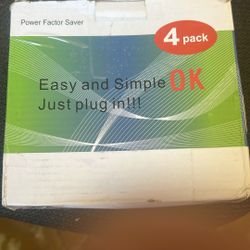 Power Factor Saver
4 pack
Easy and Simple OK
Just plug in!!!